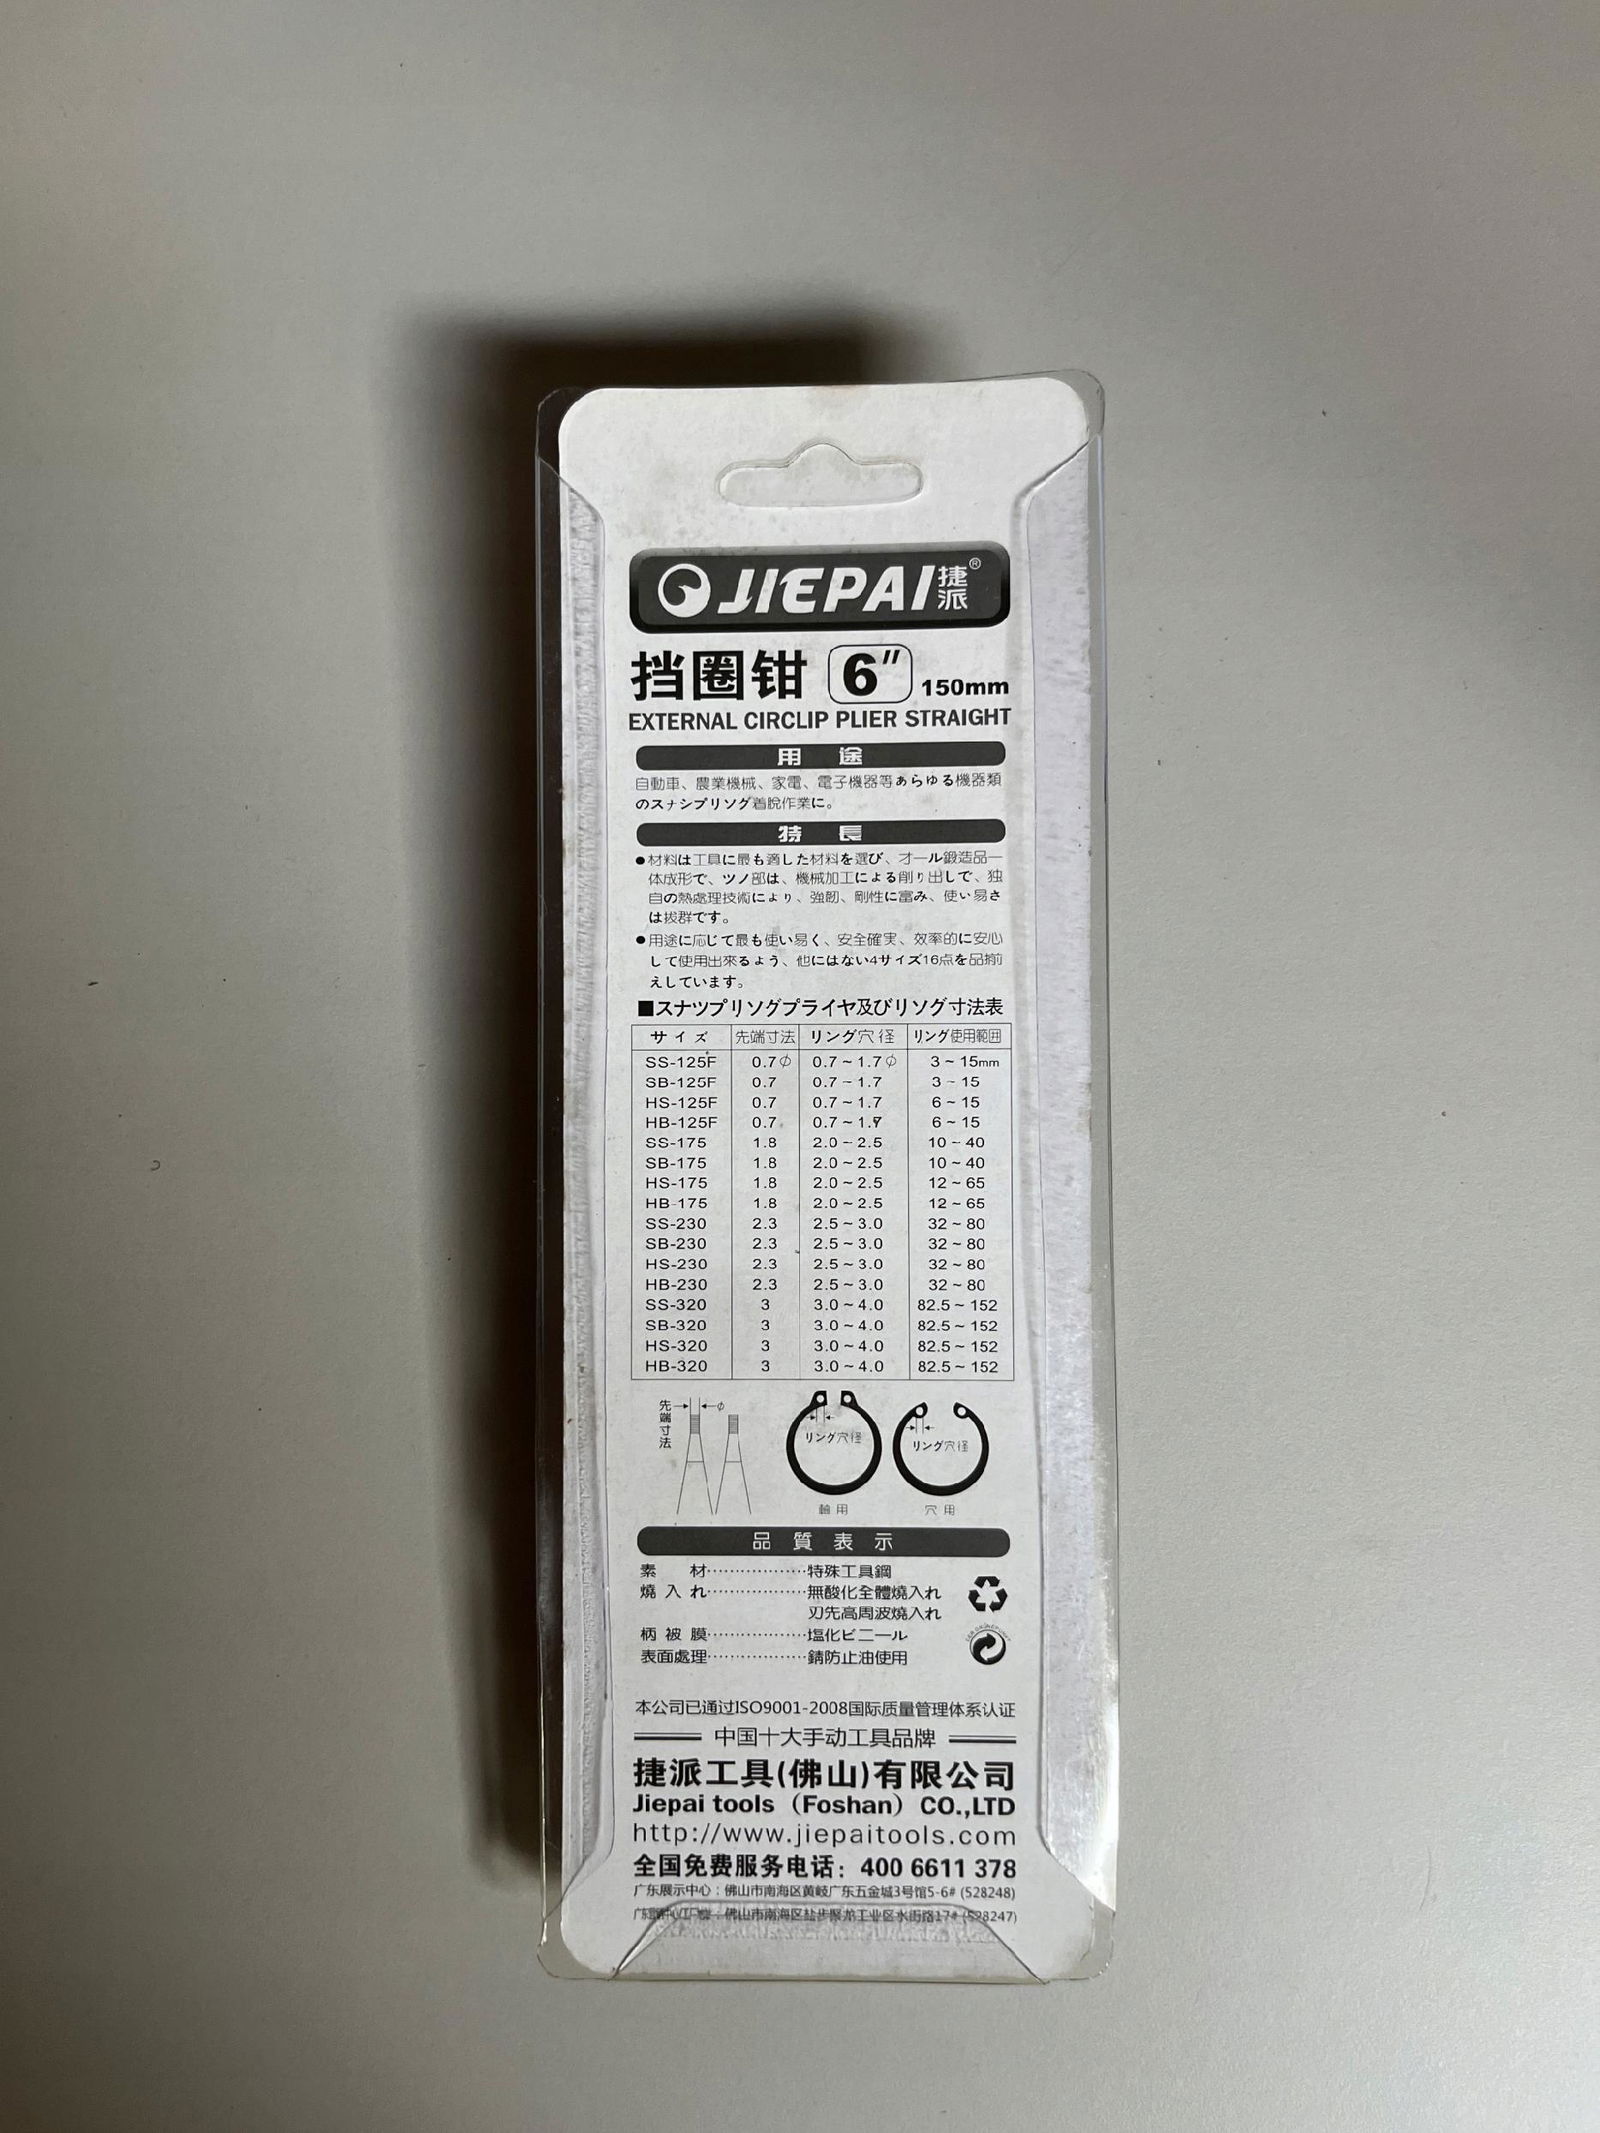 JIEPAI 捷派®
挡圈钳 6" 150mm
EXTERNAL CIRCLIP PLIER STRAIGHT
用 途
自動車、農業機械、家電、電子機器等あらゆる機器類
のスナシプリソグ着脱作業に。
特 長
●材料は工具に最も適した材料を選び、オール鍛造品一
体成形で、ツノ部は、機械加工による削り出しで、独
自の熱處理技術により、強韌、剛性に富み、使い易さ
は拔群です。
●用途に応じて最も使い易く、安全確実、效率的に安心
して使用出來るよう、他にはない4サイズ16点を品揃
えしています。
■スナツプリソグプライヤ及びリソグ寸法表
サイズ 先端寸法 リング穴径 リング使用範囲
SS-125F 0.7∅ 0.7~1.7∅ 3~15mm
SB-125F 0.7 0.7~1.7 3~15
HS-125F 0.7 0.7~1.7 6~15
HB-125F 0.7 0.7~1.7 6~15
SS-175 1.8 2.0~2.5 10~40
SB-175 1.8 2.0~2.5 10~40
HS-175 1.8 2.0~2.5 12~65
HB-175 1.8 2.0~2.5 12~65
SS-230 2.3 2.5~3.0 32~80
SB-230 2.3 2.5~3.0 32~80
HS-230 2.3 2.5~3.0 32~80
HB-230 2.3 2.5~3.0 32~80
SS-320 3 3.0~4.0 82.5~152
SB-320 3 3.0~4.0 82.5~152
HS-320 3 3.0~4.0 82.5~152
HB-320 3 3.0~4.0 82.5~152
先端寸法 ∅
リング穴径 リング穴径
軸用 穴用
品 質 表 示
素 材··················特殊工具鋼
燒 入 れ··················無酸化全體燒入れ
刃先高周波燒入れ
柄 被 膜··················塩化ビニール
表面處理··················錆防止油使用
本公司已通过ISO9001-2008国际质量管理体系认证
中国十大手动工具品牌
捷派工具(佛山)有限公司
Jiepai tools（Foshan）CO.,LTD
http://www.jiepaitools.com
全国免费服务电话：400 6611 378
广东展示中心：佛山市南海区黄岐广东五金城3号馆5-6# (528248)
佛山市南海区盐步聚龙工业区水街路17# (528247)